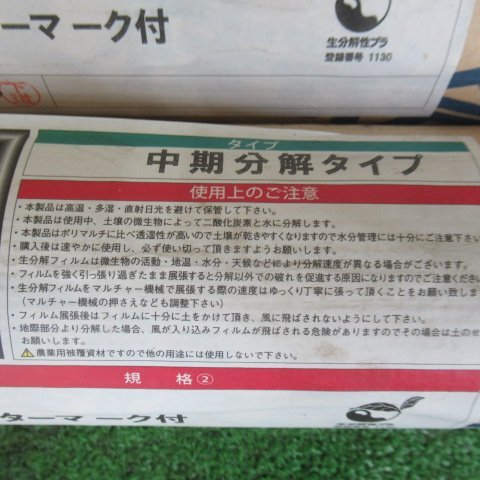 ターマーク付
生分解性プラ
登録番号 1130
タイプ
中期分解タイプ
使用上のご注意
・本製品は高温・多湿・直射日光を避けて保管して下さい。
・本製品は使用中、土壌の微生物によって二酸化炭素と水に分解します。
・本製品はポリマルチに比べ透湿性が高いので土壌が乾きやすくなりますので水分管理には十分にご注意下さ
・購入後は速やかに使用し、必ず使い切って頂きますようお願します。
・生分解フィルムは微生物の活動・地温・水分・天候などにより分解速度が異なる場合がございます。
・フィルムを強く引っ張り過ぎたまま展張すると分解以外での破れを促進する原因になりますのでご注意くださ
・生分解フィルムをマルチャー機械で展張する際の速度はゆっくり丁寧に張って頂くことをお願い致しま
(マルチャー機械の押さえなども調整下さい)
・フィルム展張後はフィルムに十分に土をかけて頂き、風に飛ばされないようにして下さい。
・地際部分より分解した場合、風が入り込みフィルムが飛ばされる危険がありますのでその場合は土のせ
お願いします。
⚠農業用被覆資材ですので他の用途には使用しないで下さい。
規 格②
ターマーク付
生分解性プラ